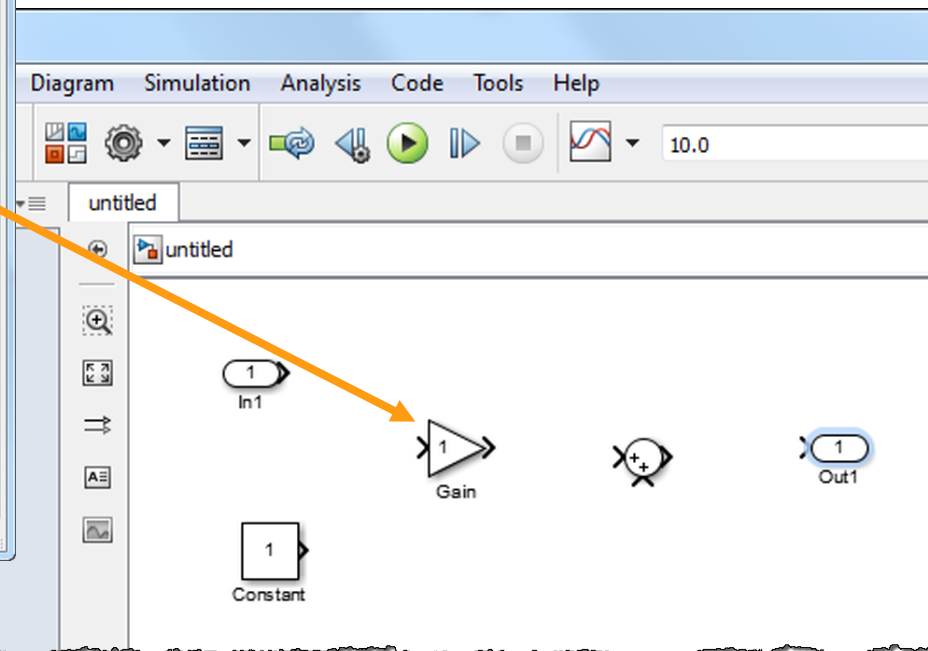 Diagram Simulation Analysis Code Tools Help
10.0
untitled
untitled
1
In1
1
Gain
++
1
Out1
1
Constant